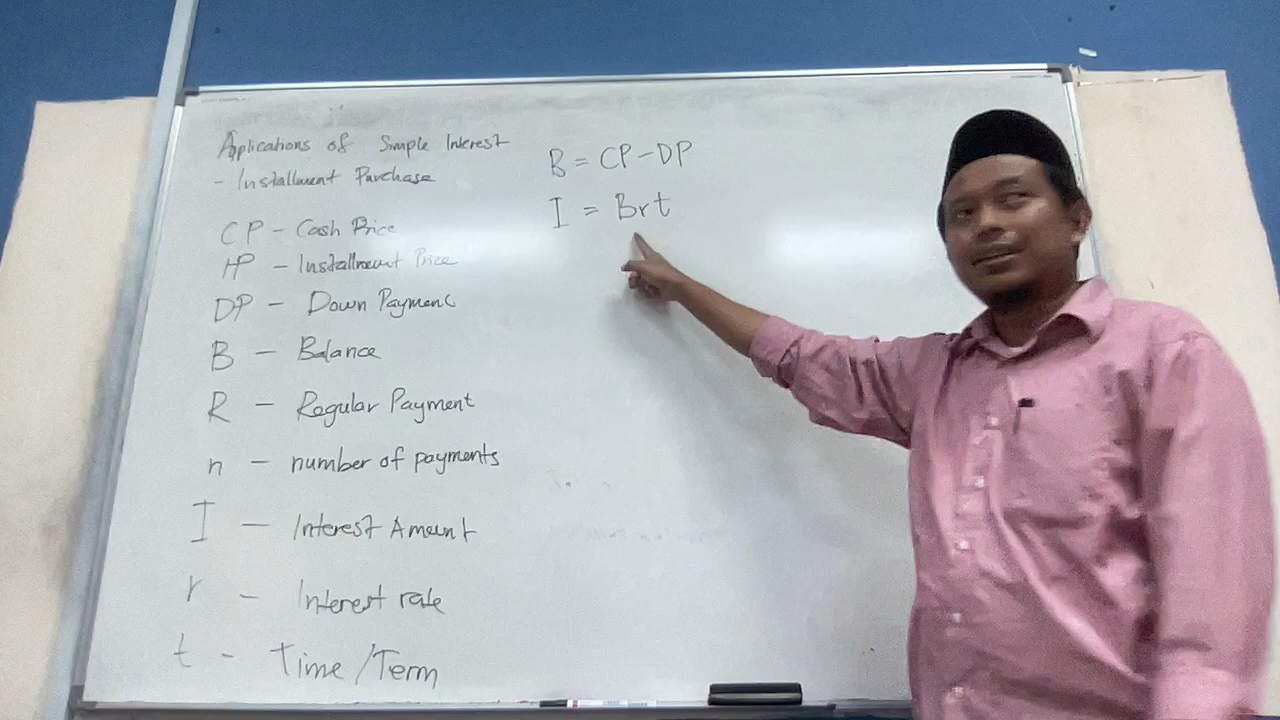 Applications of Simple Interest
- Installment Purchase
CP - Cash Price
IP - Installment Price
DP - Down Payment
B - Balance
R - Regular Payment
n - number of payments
I - Interest Amount
r - Interest rate
t - Time/Term
B = CP-DP
I = Brt